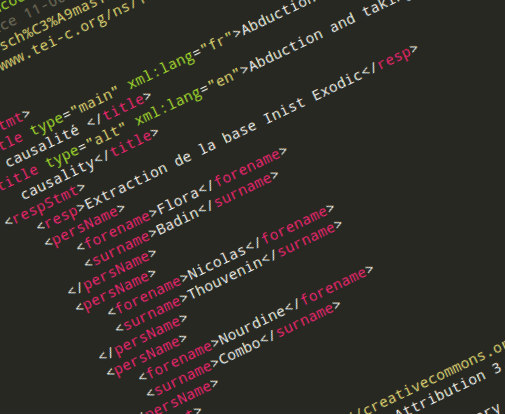 ce 11-0
sch%C3%A9mas
www.tei-c.org/ns/
tmt>
tle type="main" xml:lang="fr">Abduction
causalité </title>
title type="alt" xml:lang="en">Abduction and taki
causality</title>
<respStmt>
<resp>Extraction de la base Inist Exodic</resp>
<persName>
<forename>Flora</forename>
<surname>Badin</surname>
</persName>
<persName>
<forename>Nicolas</forename>
<surname>Thouvenin</surname>
</persName>
<persName>
<forename>Nourdine</forename>
<surname>Combo</surname>
/persName>
/creativecommons.or
Attribution 3